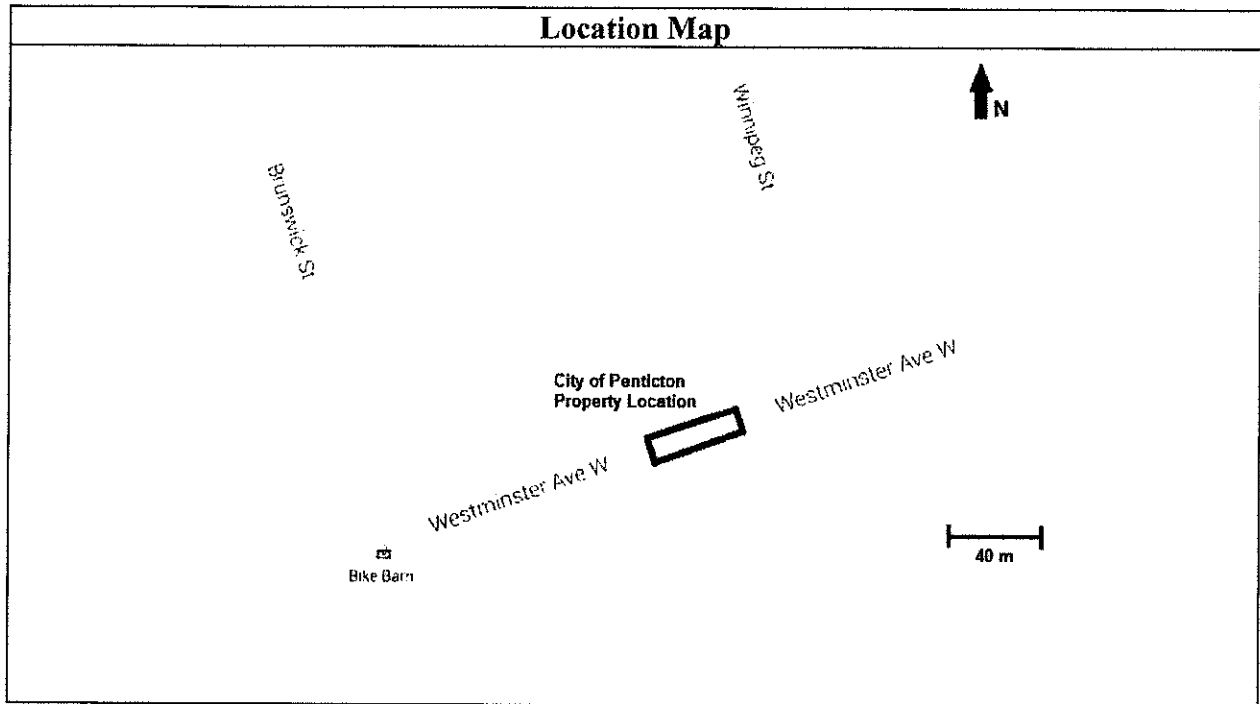 Location Map
N
Winnipeg St
Brunswick St
City of Penticton
Property Location
Westminster Ave W
Westminster Ave W
40 m
Bike Barn